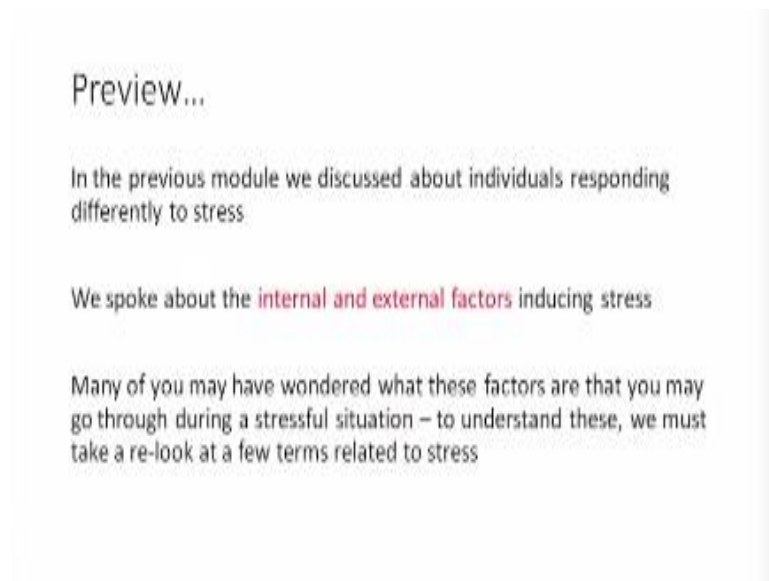 Preview...
In the previous module we discussed about individuals responding
differently to stress
We spoke about the internal and external factors inducing stress
Many of you may have wondered what these factors are that you may
go through during a stressful situation – to understand these, we must
take a re-look at a few terms related to stress